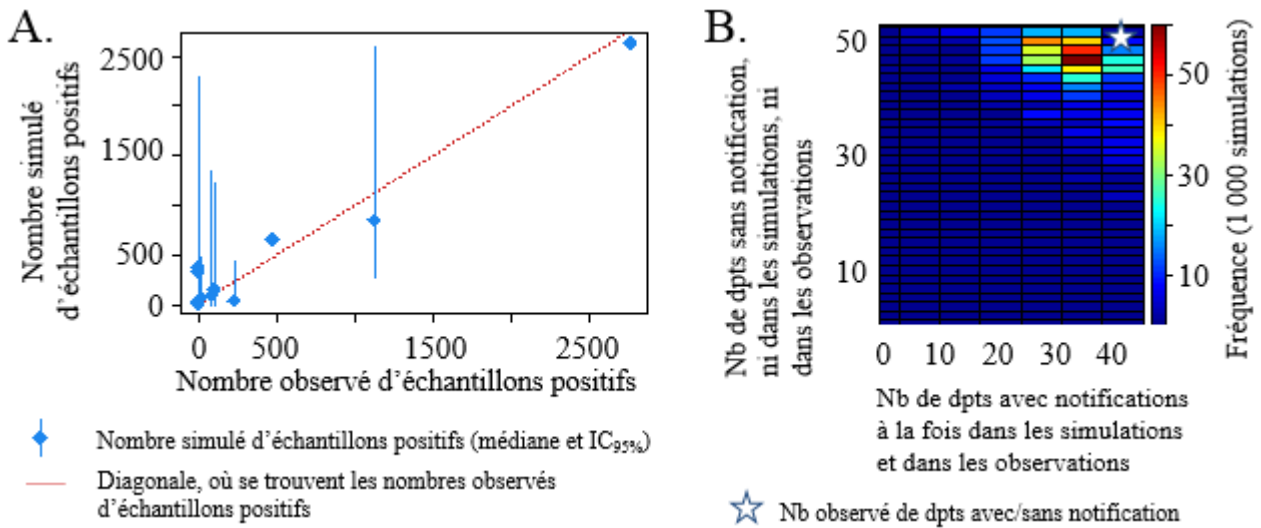 A.
Nombre simulé
d'échantillons positifs
2500
1500
500
0
0 500 1500 2500
Nombre observé d'échantillons positifs
Nombre simulé d'échantillons positifs (médiane et IC95%)
Diagonale, où se trouvent les nombres observés
d'échantillons positifs
B.
Nb de dpts sans notification,
ni dans les simulations, ni
dans les observations
50
30
10
0 10 20 30 40
Nb de dpts avec notifications
à la fois dans les simulations
et dans les observations
50
30
10
Fréquence (1 000 simulations)
Nb observé de dpts avec/sans notification